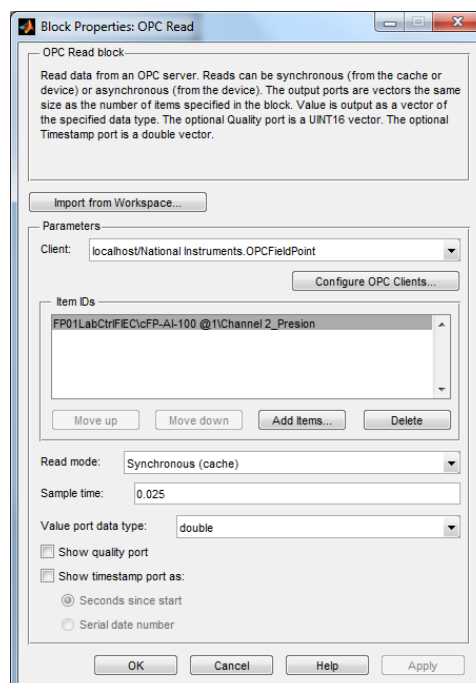 Block Properties: OPC Read
OPC Read block
Read data from an OPC server. Reads can be synchronous (from the cache or
device) or asynchronous (from the device). The output ports are vectors the same
size as the number of items specified in the block. Value is output as a vector of
the specified data type. The optional Quality port is a UINT16 vector. The optional
Timestamp port is a double vector.
Import from Workspace...
Parameters
Client: localhost/National Instruments.OPCFieldPoint
Configure OPC Clients...
Item IDs
FP01LabCtrlFIEC\cFP-AI-100 @1\Channel 2_Presion
Move up Move down Add Items... Delete
Read mode: Synchronous (cache)
Sample time: 0.025
Value port data type: double
Show quality port
Show timestamp port as:
Seconds since start
Serial date number
OK Cancel Help Apply